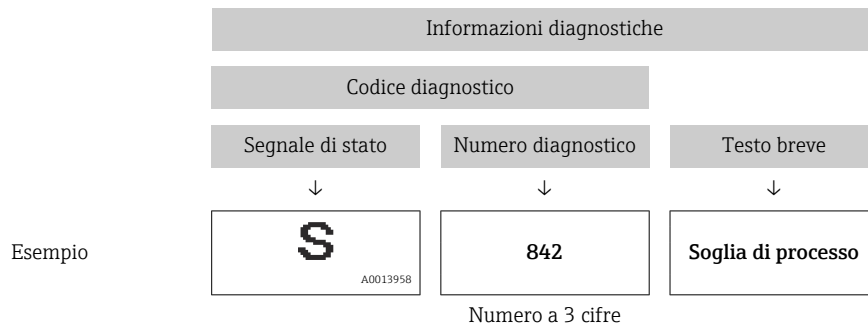 Informazioni diagnostiche
Codice diagnostico
Segnale di stato Numero diagnostico Testo breve
↓ ↓ ↓
Esempio S 842 Soglia di processo
A0013958
Numero a 3 cifre